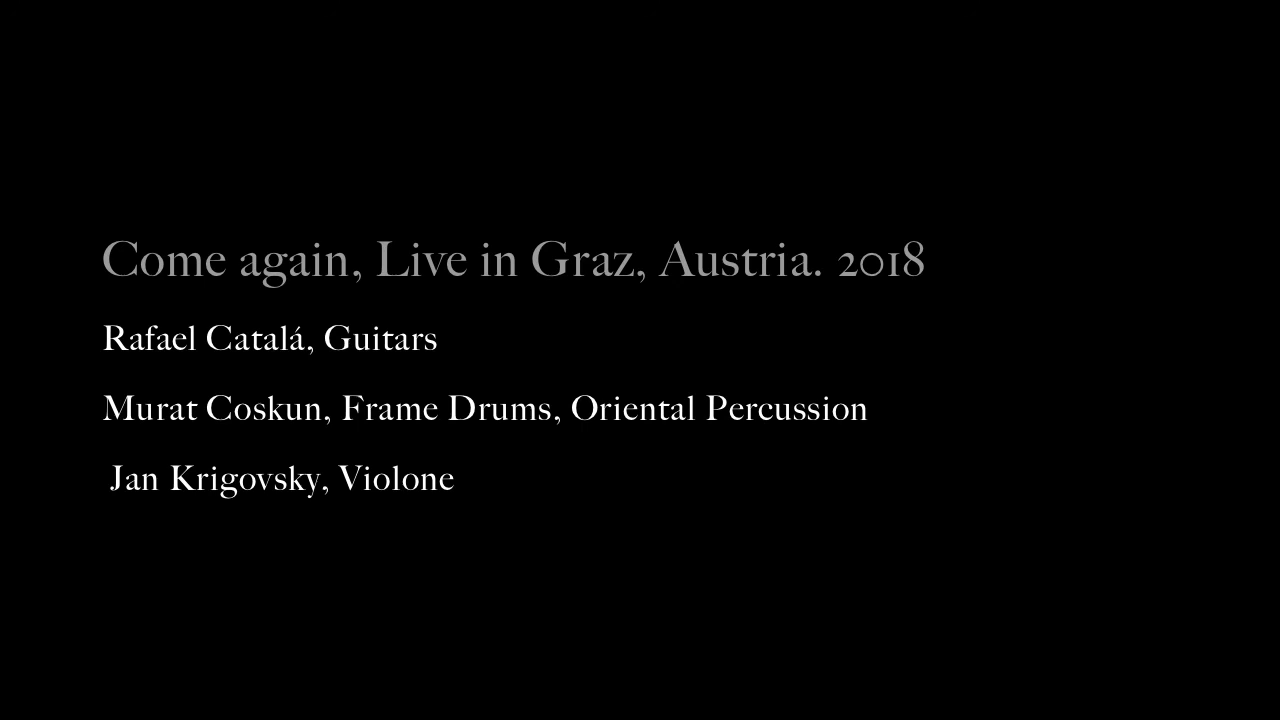 Come again, Live in Graz, Austria. 2018
Rafael Catalá, Guitars
Murat Coskun, Frame Drums, Oriental Percussion
Jan Krigovsky, Violone